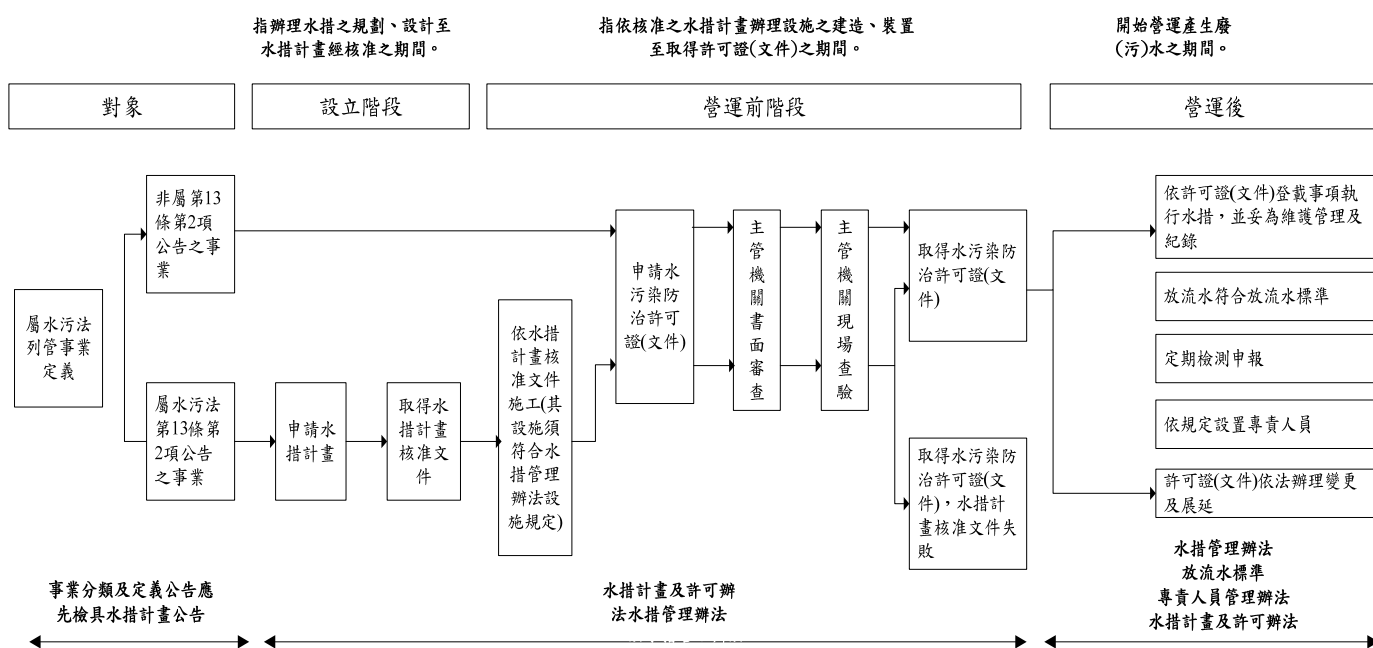 指辦理水措之規劃、設計至
水措計畫經核准之期間。
指依核准之水措計畫辦理設施之建造、裝置
至取得許可證(文件)之期間。
開始營運產生廢
(污)水之期間。
對象
設立階段
營運前階段
營運後
屬水污法
列管事業
定義
非屬第13
條第2項
公告之事
業
屬水污法
第13條第
2項公告
之事業
申請水
措計畫
取得水
措計畫
核准文
件
依水措
計畫核
准文件
施工(其
設施須
符合水
措管理
辦法設
施規定)
申請水
污染防
治許可
證(文件)
主
管
機
關
書
面
審
查
主
管
機
關
現
場
查
驗
取得水污染防
治許可證(文
件)
取得水污染防
治許可證(文
件)，水措計
畫核准文件失
敗
依許可證(文件)登載事項執
行水措，並妥為維護管理及
紀錄
放流水符合放流水標準
定期檢測申報
依規定設置專責人員
許可證(文件)依法辦理變更
及展延
事業分類及定義公告應
先檢具水措計畫公告
水措計畫及許可辦
法水措管理辦法
水措管理辦法
放流水標準
專責人員管理辦法
水措計畫及許可辦法